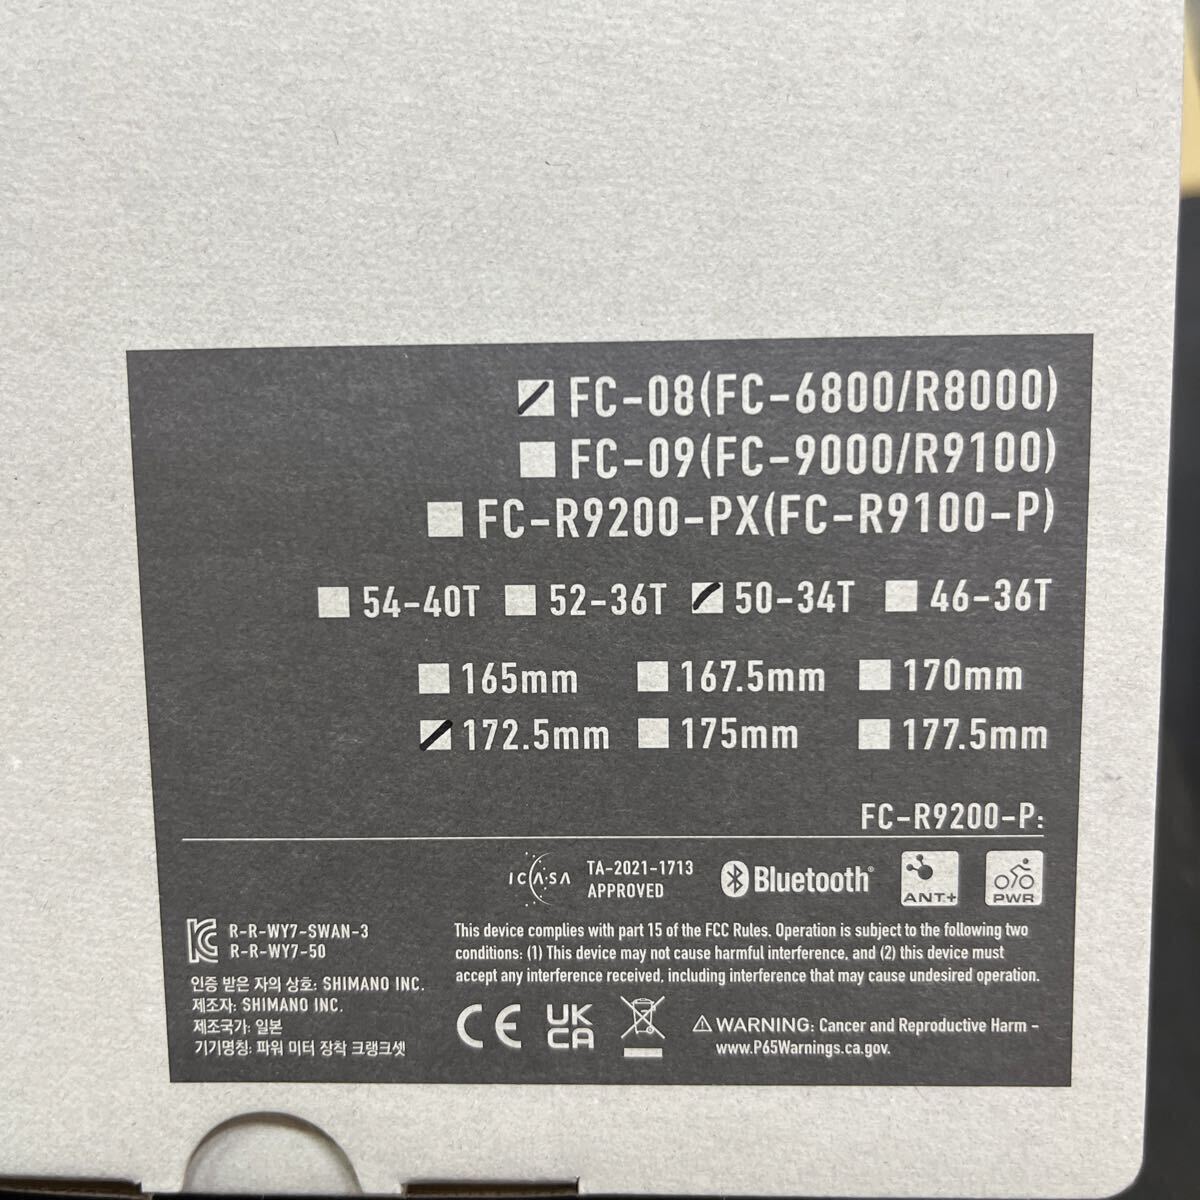 FC-08(FC-6800/R8000)
FC-09(FC-9000/R9100)
FC-R9200-PX(FC-R9100-P)
54-40T 52-36T 50-34T 46-36T
165mm 167.5mm 170mm
172.5mm 175mm 177.5mm
FC-R9200-P:
ICASA TA-2021-1713
APPROVED
Bluetooth®
ANT+
PWR
R-R-WY7-SWAN-3
R-R-WY7-50
인증 받은 자의 상호: SHIMANO INC.
제조자: SHIMANO INC.
제조국가: 일본
기기명칭: 파워 미터 장착 크랭크셋
This device complies with part 15 of the FCC Rules. Operation is subject to the following two
conditions: (1) This device may not cause harmful interference, and (2) this device must
accept any interference received, including interference that may cause undesired operation.
CE UK
CA
⚠WARNING: Cancer and Reproductive Harm -
www.P65Warnings.ca.gov.